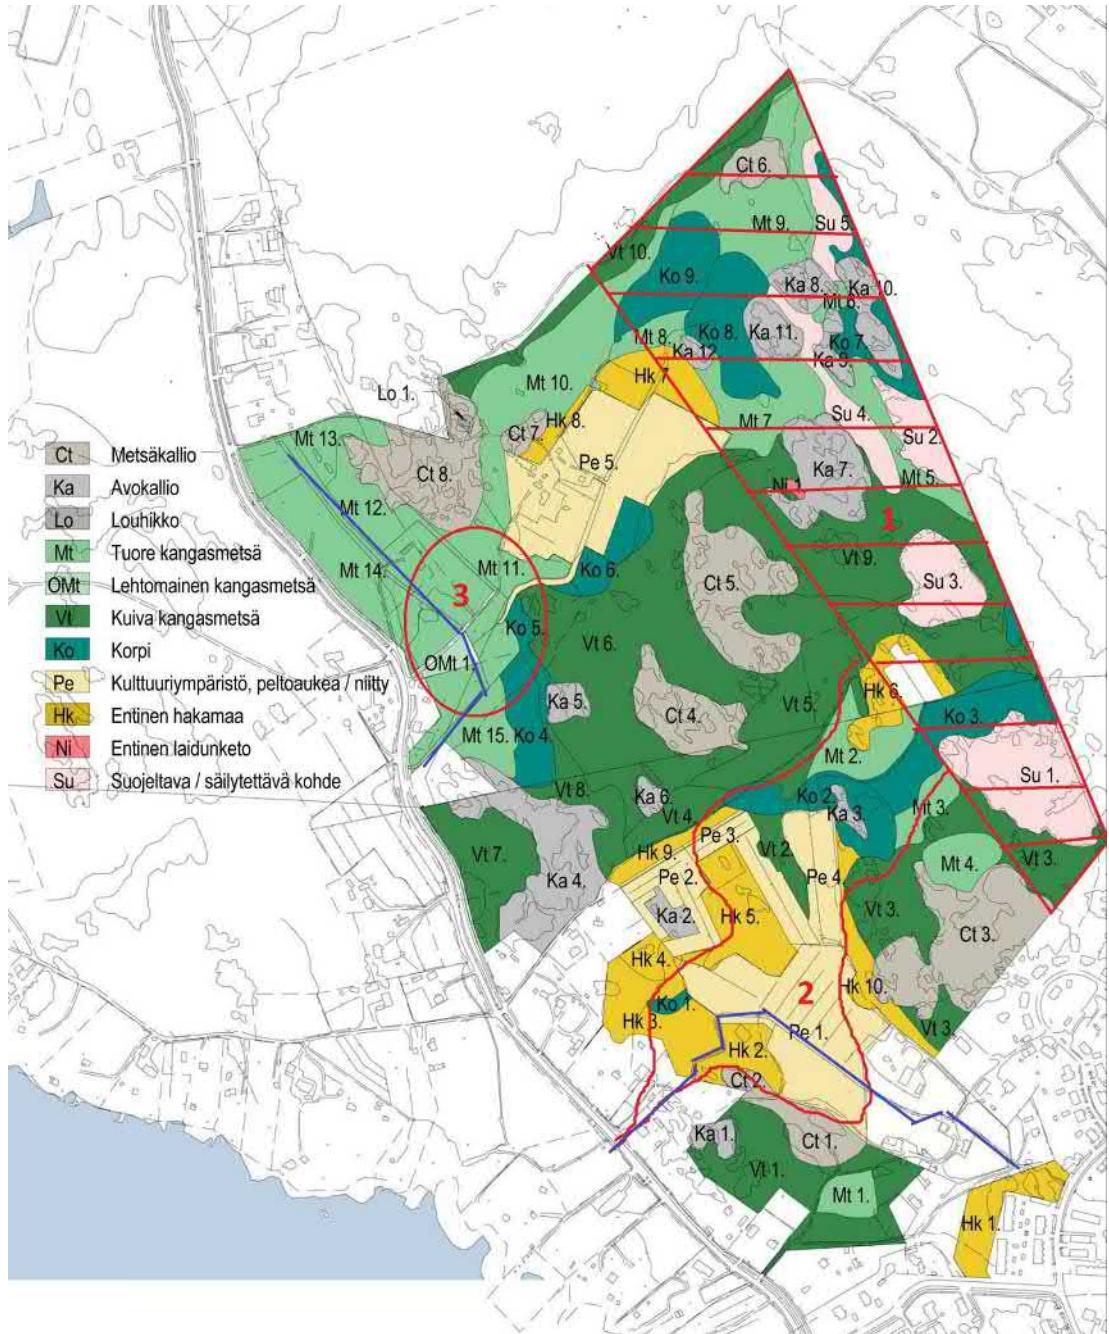 Ct 6.
Mt 9.
Su 5.
Vt 10.
Ko 9.
Ka 8.
Ka 10.
Mt 6.
Ka 11.
Ko 8.
Ko 7.
Mt 8.
Ka 12.
Ka 9.
Hk 7
Mt 10.
Lo 1.
Hk 8.
Mt 7
Su 4.
Su 2.
Ct 7.
Mt 13.
Pe 5.
Ct 8.
Ka 7.
Mt 5.
Ni 1.
Mt 12.
1
Vt 9.
Mt 14.
Mt 11.
Ko 6.
Ct 5.
Su 3.
3
Ko 5.
Vt 6.
OMt 1.
Hk 6.
Ka 5.
Vt 5.
Ct 4.
Ko 3.
Mt 15.
Ko 4.
Mt 2.
Su 1.
Vt 8.
Ka 6.
Ko 2.
Mt 3.
Vt 4.
Ka 3.
Pe 3.
Vt 2.
Vt 7.
Hk 9.
Mt 4.
Vt 3.
Pe 2.
Pe 4.
Ka 4.
Vt 3.
Ka 2.
Hk 5.
Ct 3.
Hk 4.
Hk 10.
2
Ko 1.
Hk 3.
Pe 1.
Vt 3.
Hk 2.
Ct 2.
Ka 1.
Ct 1.
Vt 1.
Mt 1.
Hk 1.
Ct Metsäkallio
Ka Avokallio
Lo Louhikko
Mt Tuore kangasmetsä
OMt Lehtomainen kangasmetsä
Vt Kuiva kangasmetsä
Ko Korpi
Pe Kulttuuriympäristö, peltoaukea / niitty
Hk Entinen hakamaa
Ni Entinen laidunketo
Su Suojeltava / säilytettävä kohde